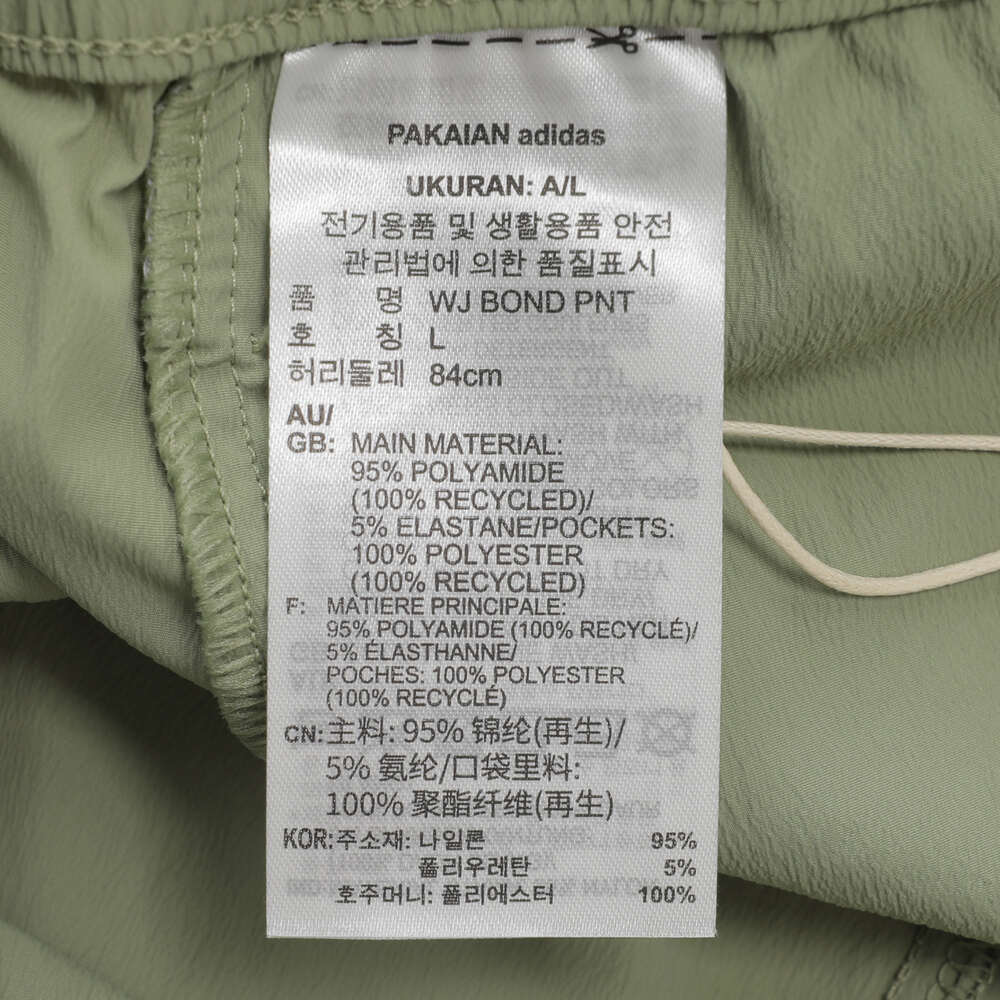 PAKAIAN adidas
UKURAN: A/L
전기용품 및 생활용품 안전
관리법에 의한 품질표시
품 명 WJ BOND PNT
호 칭 L
허리둘레 84cm
AU/
GB: MAIN MATERIAL:
95% POLYAMIDE
(100% RECYCLED)/
5% ELASTANE/POCKETS:
100% POLYESTER
(100% RECYCLED)
F: MATIERE PRINCIPALE:
95% POLYAMIDE (100% RECYCLÉ)/
5% ÉLASTHANNE/
POCHES: 100% POLYESTER
(100% RECYCLÉ)
CN: 主料: 95% 锦纶(再生)/
5% 氨纶/口袋里料:
100% 聚酯纤维(再生)
KOR: 주소재: 나일론 95%
폴리우레탄 5%
호주머니: 폴리에스터 100%